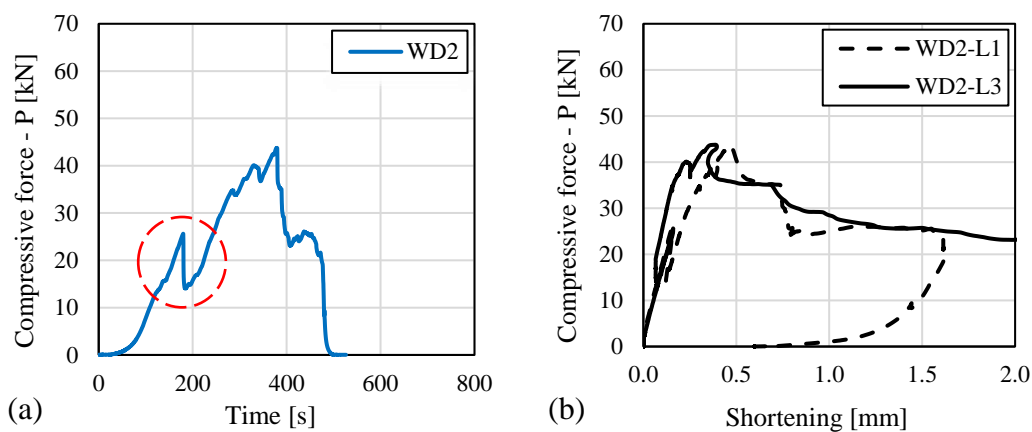 70
60
50
40
30
20
10
0
0 200 400 600 800
Compressive force - P [kN]
Time [s]
WD2
(a)
70
60
50
40
30
20
10
0
0.0 0.5 1.0 1.5 2.0
Compressive force - P [kN]
Shortening [mm]
WD2-L1
WD2-L3
(b)